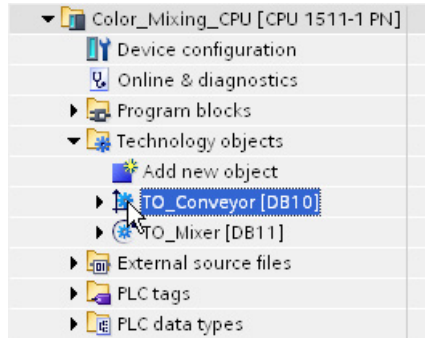 Color_Mixing_CPU [CPU 1511-1 PN]
Device configuration
Online & diagnostics
Program blocks
Technology objects
Add new object
TO_Conveyor [DB10]
TO_Mixer [DB11]
External source files
PLC tags
PLC data types